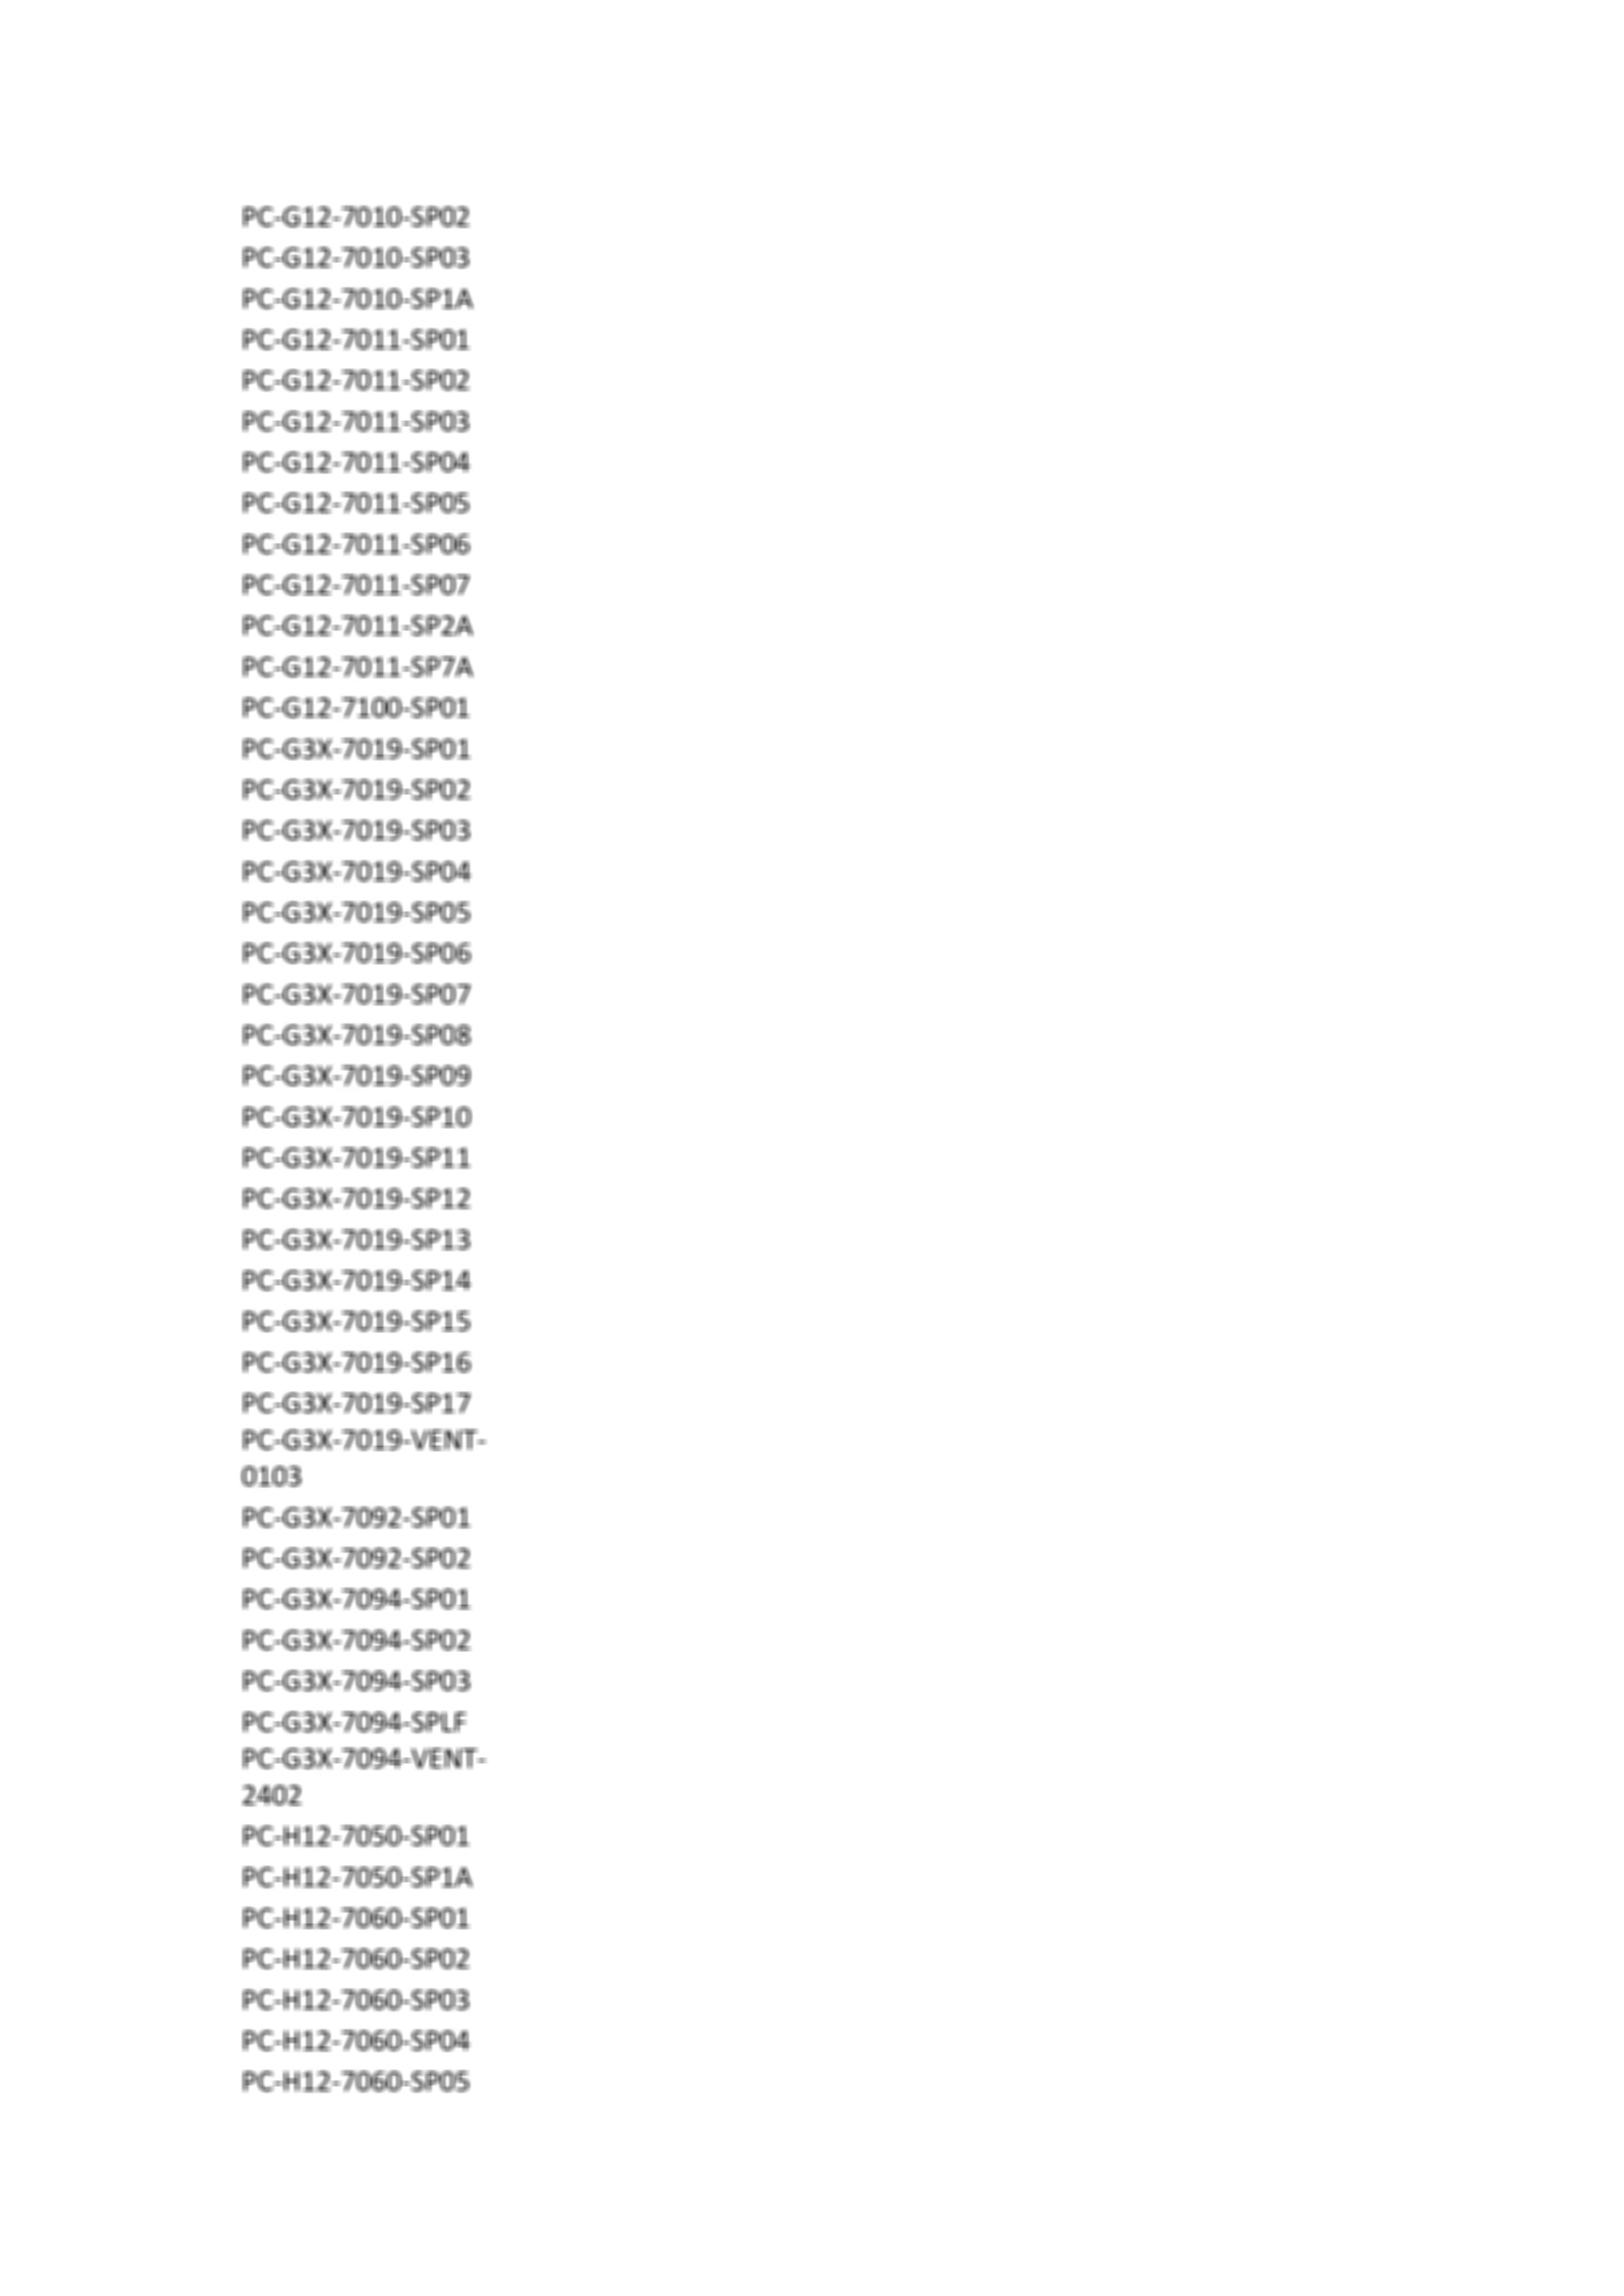 PC-G12-7010-SP02
PC-G12-7010-SP03
PC-G12-7010-SP1A
PC-G12-7011-SP01
PC-G12-7011-SP02
PC-G12-7011-SP03
PC-G12-7011-SP04
PC-G12-7011-SP05
PC-G12-7011-SP06
PC-G12-7011-SP07
PC-G12-7011-SP2A
PC-G12-7011-SP7A
PC-G12-7100-SP01
PC-G3X-7019-SP01
PC-G3X-7019-SP02
PC-G3X-7019-SP03
PC-G3X-7019-SP04
PC-G3X-7019-SP05
PC-G3X-7019-SP06
PC-G3X-7019-SP07
PC-G3X-7019-SP08
PC-G3X-7019-SP09
PC-G3X-7019-SP10
PC-G3X-7019-SP11
PC-G3X-7019-SP12
PC-G3X-7019-SP13
PC-G3X-7019-SP14
PC-G3X-7019-SP15
PC-G3X-7019-SP16
PC-G3X-7019-SP17
PC-G3X-7019-VENT-
0103
PC-G3X-7092-SP01
PC-G3X-7092-SP02
PC-G3X-7094-SP01
PC-G3X-7094-SP02
PC-G3X-7094-SP03
PC-G3X-7094-SPLF
PC-G3X-7094-VENT-
2402
PC-H12-7050-SP01
PC-H12-7050-SP1A
PC-H12-7060-SP01
PC-H12-7060-SP02
PC-H12-7060-SP03
PC-H12-7060-SP04
PC-H12-7060-SP05